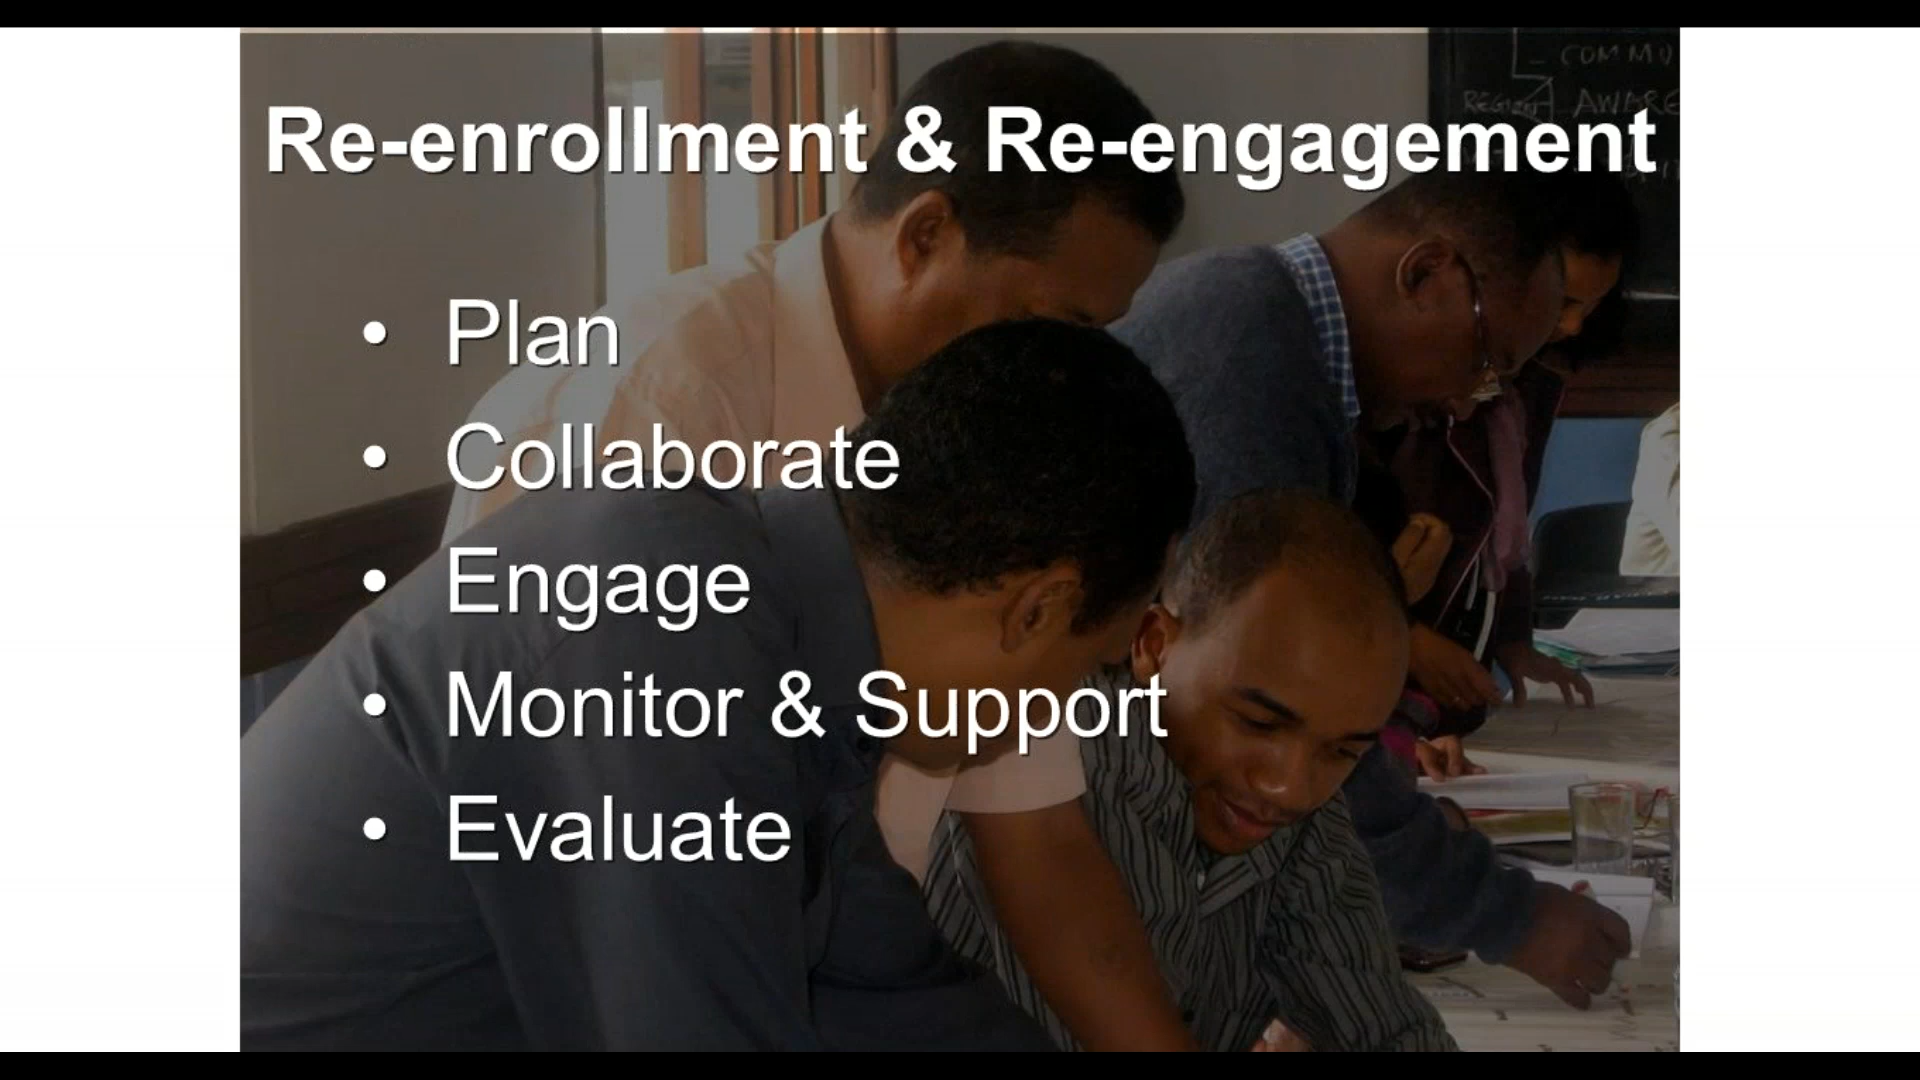 Re-enrollment & Re-engagement
• Plan
• Collaborate
• Engage
• Monitor & Support
• Evaluate